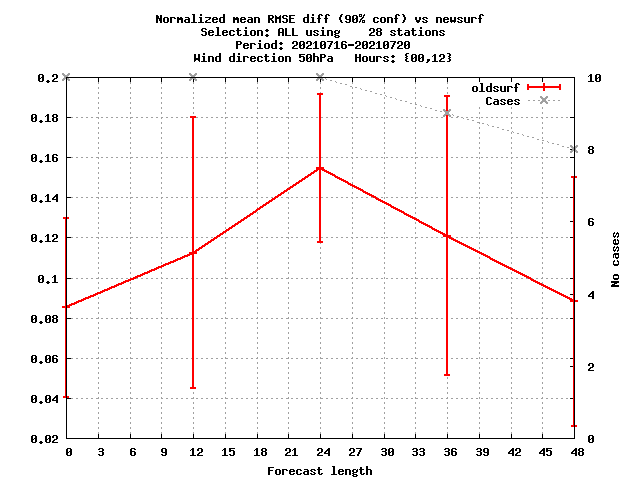 Normalized mean RMSE diff (90% conf) vs newsurf
Selection: ALL using    28 stations
Period: 20210716-20210720
Wind direction 50hPa   Hours: {00,12}
oldsurf
Cases
0.2
0.18
0.16
0.14
0.12
0.1
0.08
0.06
0.04
0.02
10
8
6
4
2
0
No cases
0 3 6 9 12 15 18 21 24 27 30 33 36 39 42 45 48
Forecast length